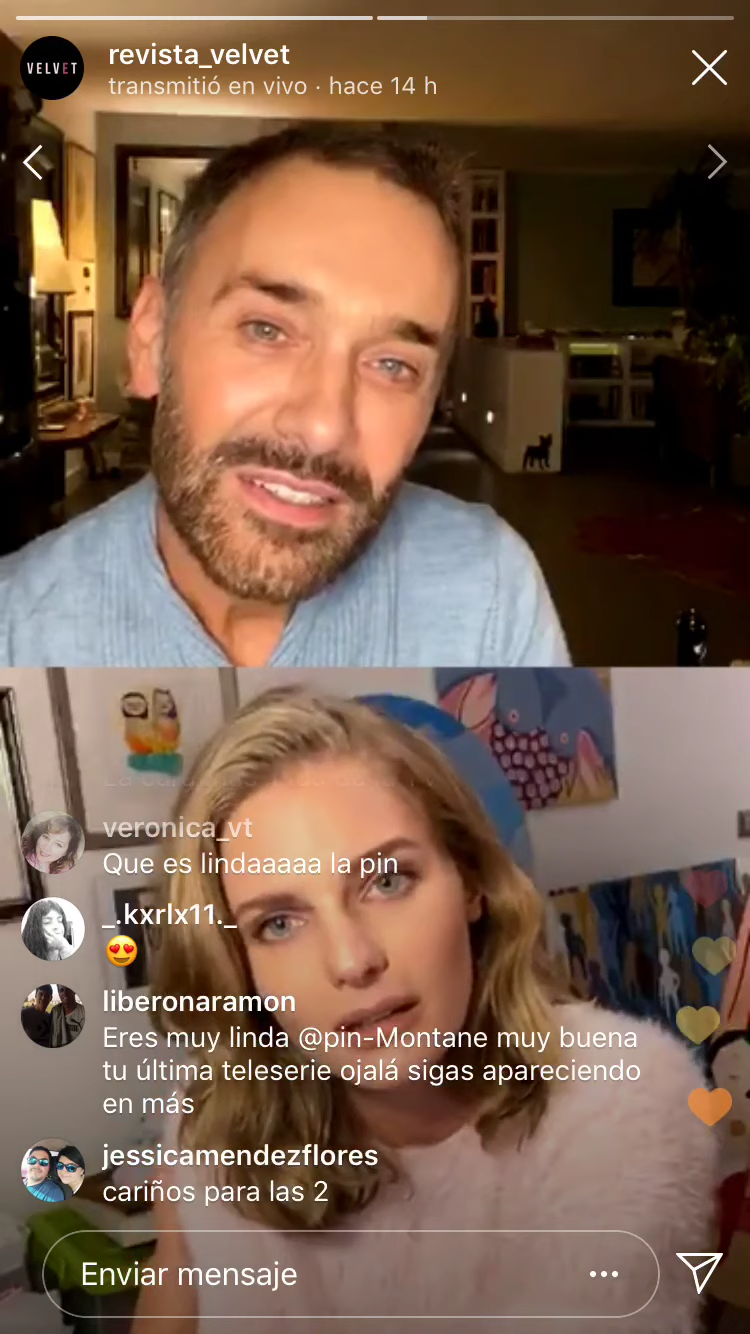 VELVET
revista_velvet
transmitió en vivo · hace 14 h
veronica_vt
Que es lindaaaaa la pin
_.kxrlx11._
😍
liberonaramon
Eres muy linda @pin-Montane muy buena
tu última teleserie ojalá sigas apareciendo
en más
jessicamendezflores
cariños para las 2
Enviar mensaje